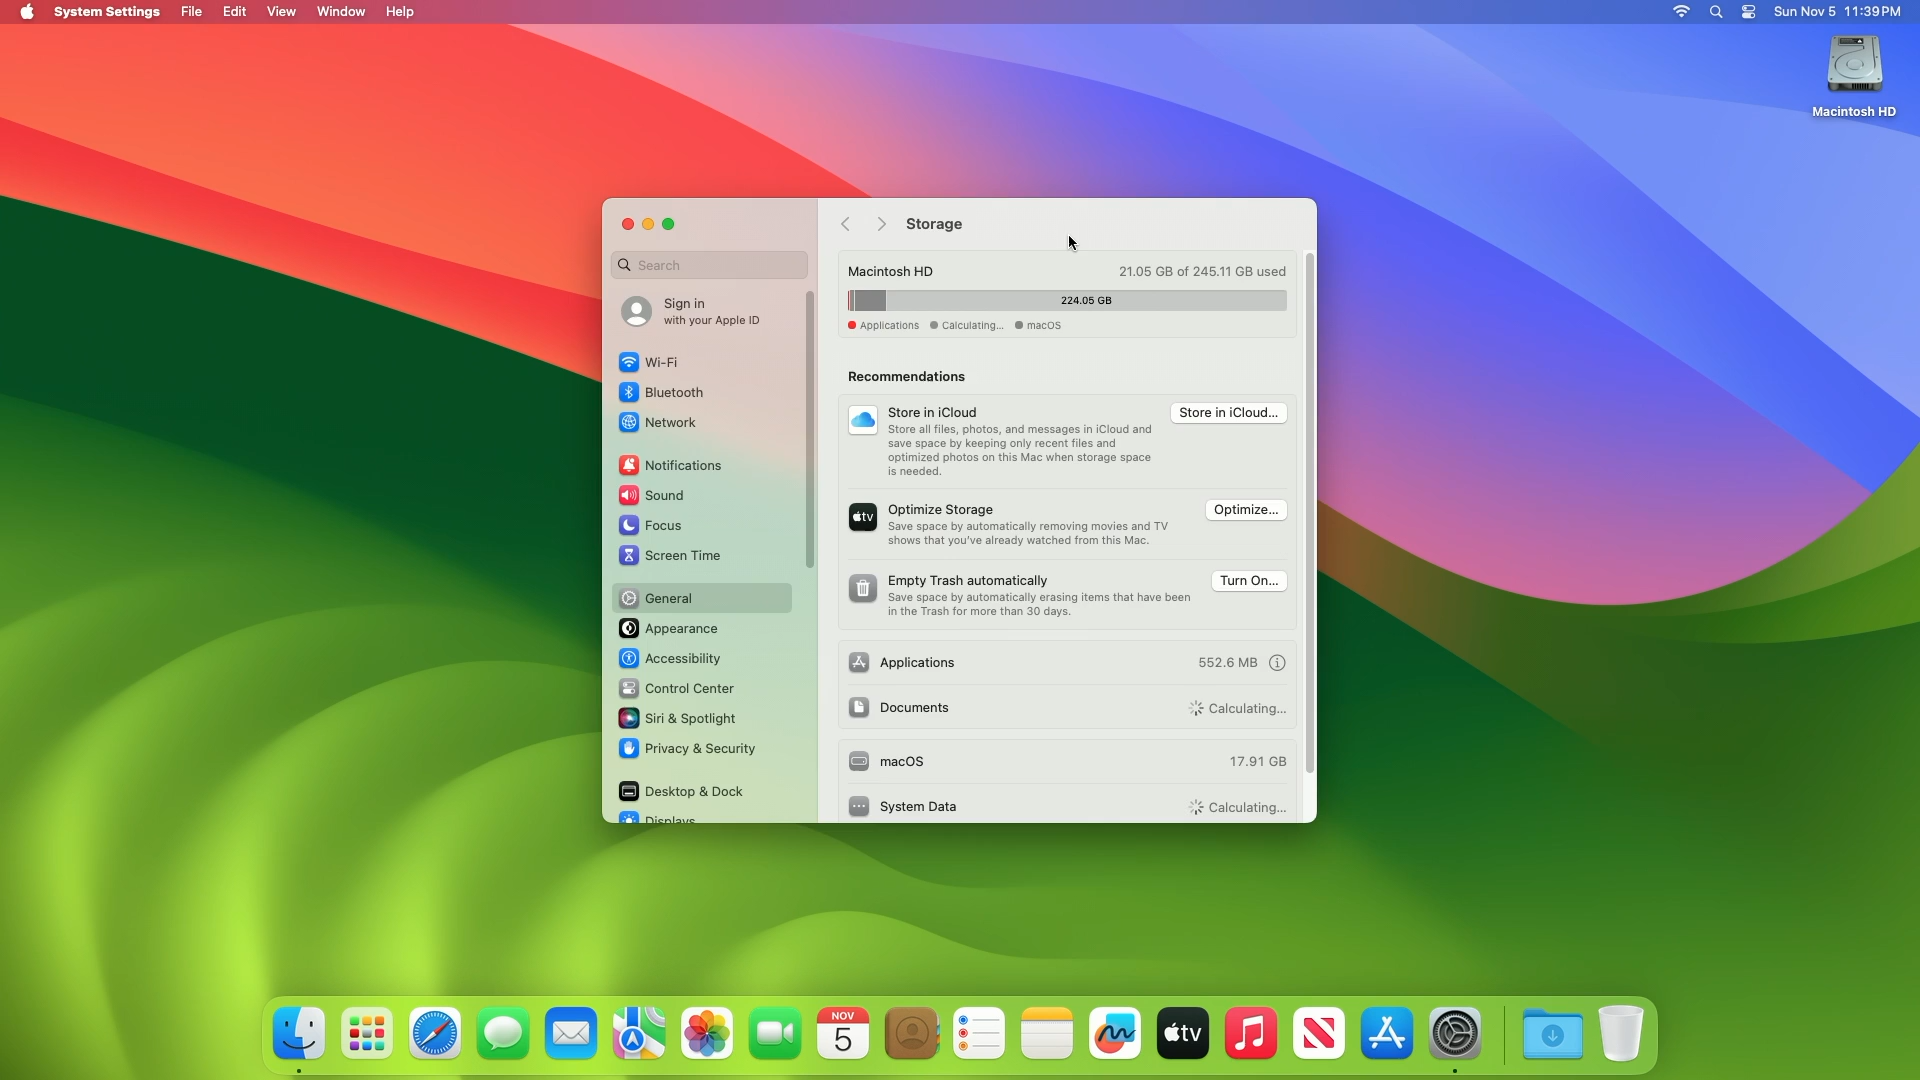 System Settings File Edit View Window Help Sun Nov 5 11:39 PM
Macintosh HD
Storage
Search
Sign in
with your Apple ID
Wi-Fi
Bluetooth
Network
Notifications
Sound
Focus
Screen Time
General
Appearance
Accessibility
Control Center
Siri & Spotlight
Privacy & Security
Desktop & Dock
Displays
Macintosh HD 21.05 GB of 245.11 GB used
224.05 GB
Applications Calculating... macOS
Recommendations
Store in iCloud Store in iCloud...
Store all files, photos, and messages in iCloud and
save space by keeping only recent files and
optimized photos on this Mac when storage space
is needed.
Optimize Storage Optimize...
Save space by automatically removing movies and TV
shows that you've already watched from this Mac.
Empty Trash automatically Turn On...
Save space by automatically erasing items that have been
in the Trash for more than 30 days.
Applications 552.6 MB
Documents Calculating...
macOS 17.91 GB
System Data Calculating...
tv
NOV
5
tv